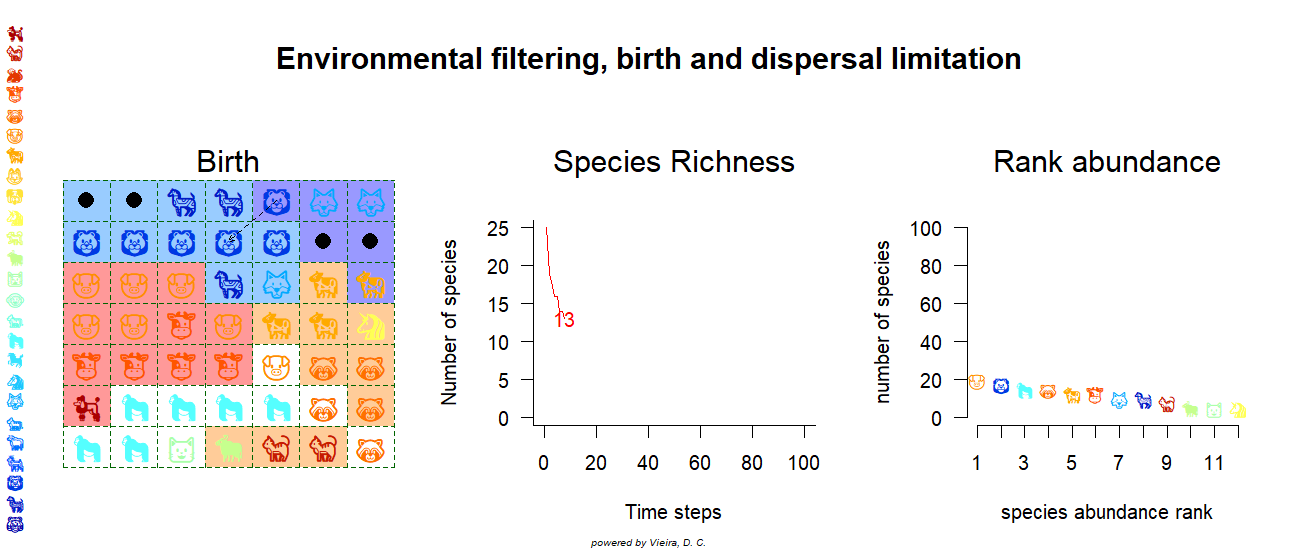 Environmental filtering, birth and dispersal limitation
Birth
Species Richness
Rank abundance
Number of species
25
20
15
10
5
0
13
0 20 40 60 80 100
Time steps
number of species
100
80
60
40
20
0
1 3 5 7 9 11
species abundance rank
powered by Vieira, D. C.